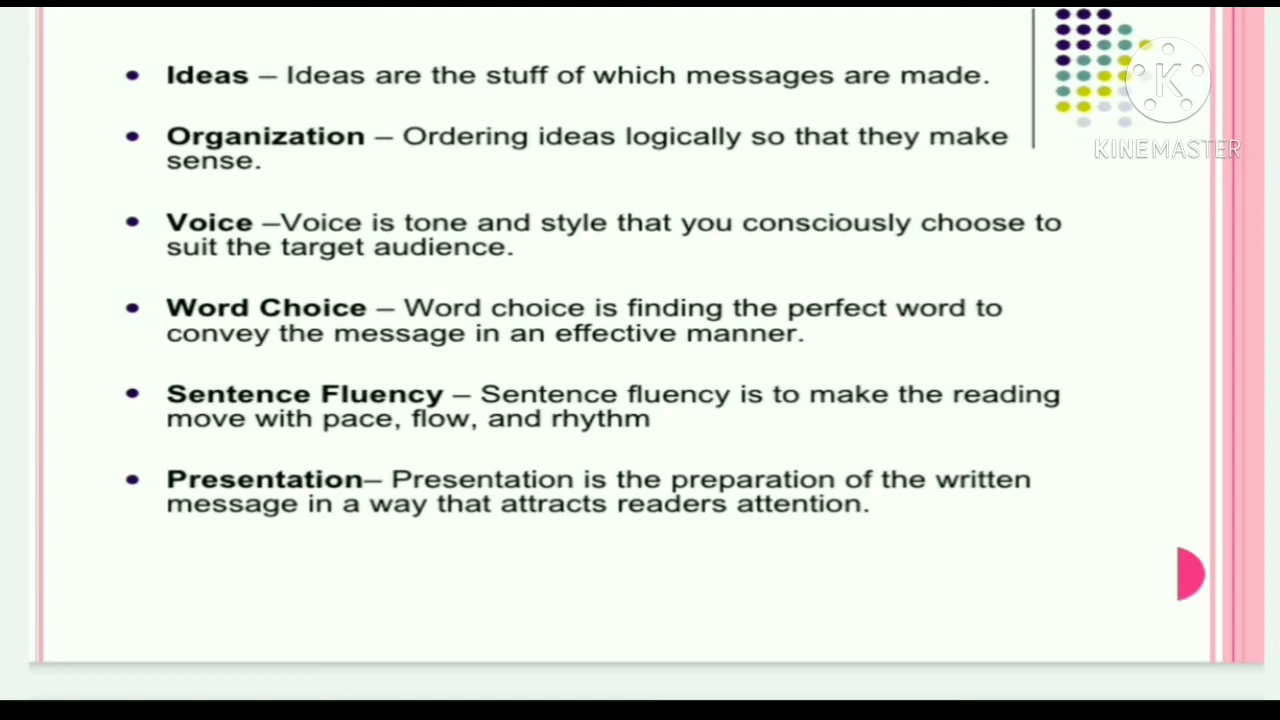 • Ideas – Ideas are the stuff of which messages are made.
• Organization – Ordering ideas logically so that they make
sense.
• Voice –Voice is tone and style that you consciously choose to
suit the target audience.
• Word Choice – Word choice is finding the perfect word to
convey the message in an effective manner.
• Sentence Fluency – Sentence fluency is to make the reading
move with pace, flow, and rhythm
• Presentation– Presentation is the preparation of the written
message in a way that attracts readers attention.
K
KINEMASTER